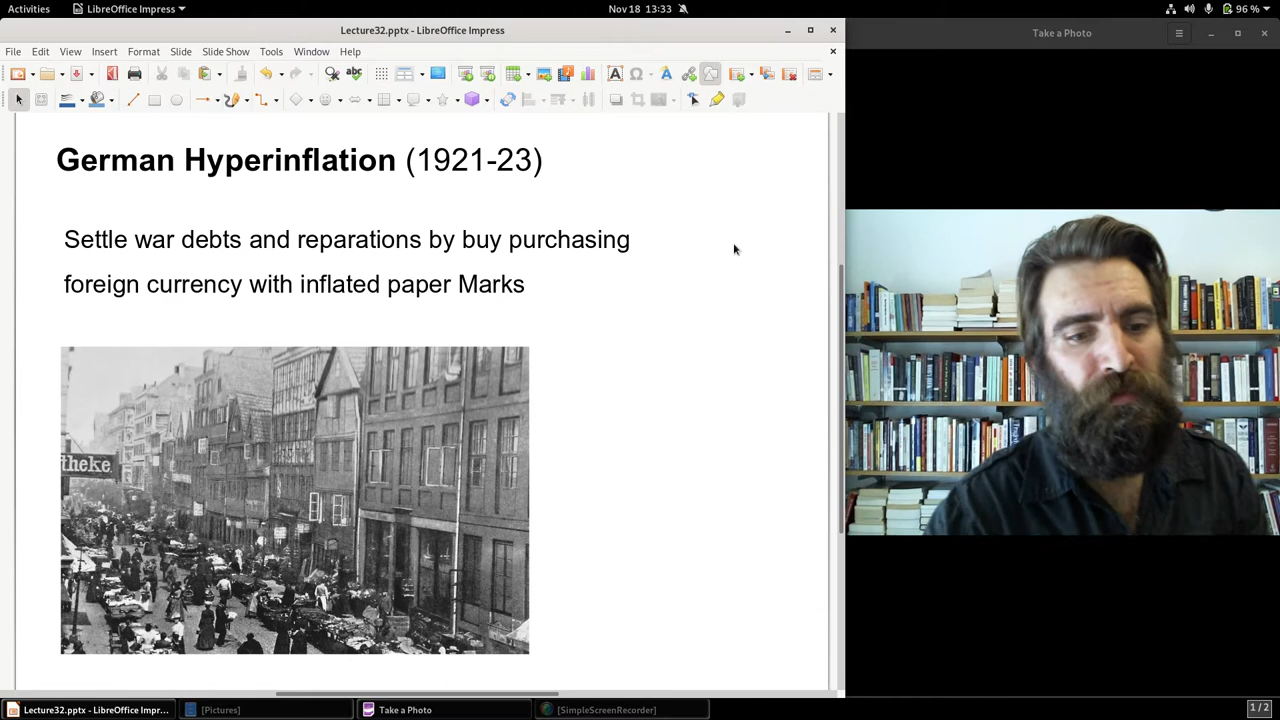 Activities LibreOffice Impress Nov 18 13:33 96 %
Lecture32.pptx - LibreOffice Impress
Take a Photo
File Edit View Insert Format Slide Slide Show Tools Window Help
German Hyperinflation (1921-23)
Settle war debts and reparations by buy purchasing
foreign currency with inflated paper Marks
theke
Lecture32.pptx - LibreOffice Impr... [Pictures] Take a Photo [SimpleScreenRecorder] 1 / 2